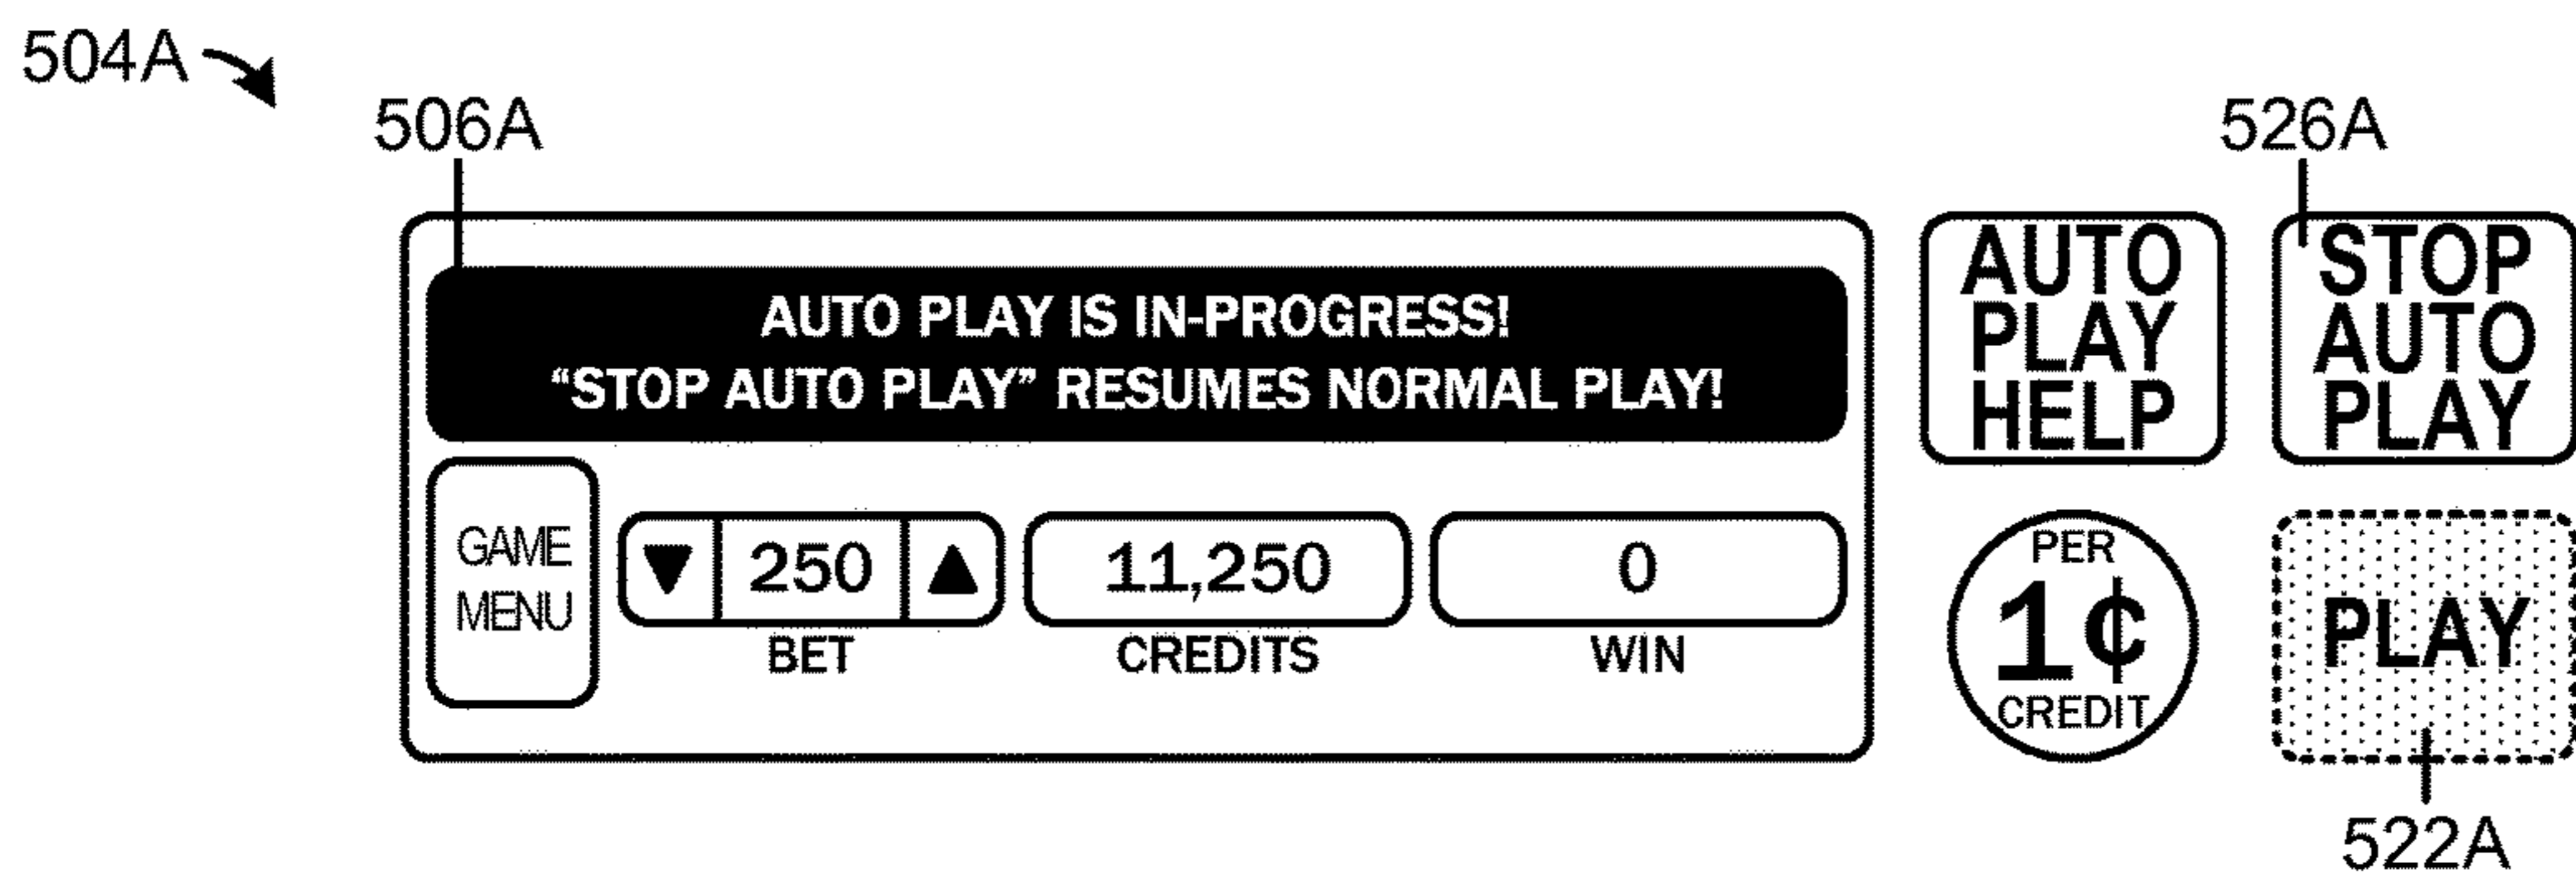 504A
506A
526A
AUTO PLAY IS IN-PROGRESS!
“STOP AUTO PLAY” RESUMES NORMAL PLAY!
AUTO
PLAY
HELP
STOP
AUTO
PLAY
GAME
MENU
250
BET
11,250
CREDITS
0
WIN
PER
1¢
CREDIT
PLAY
522A